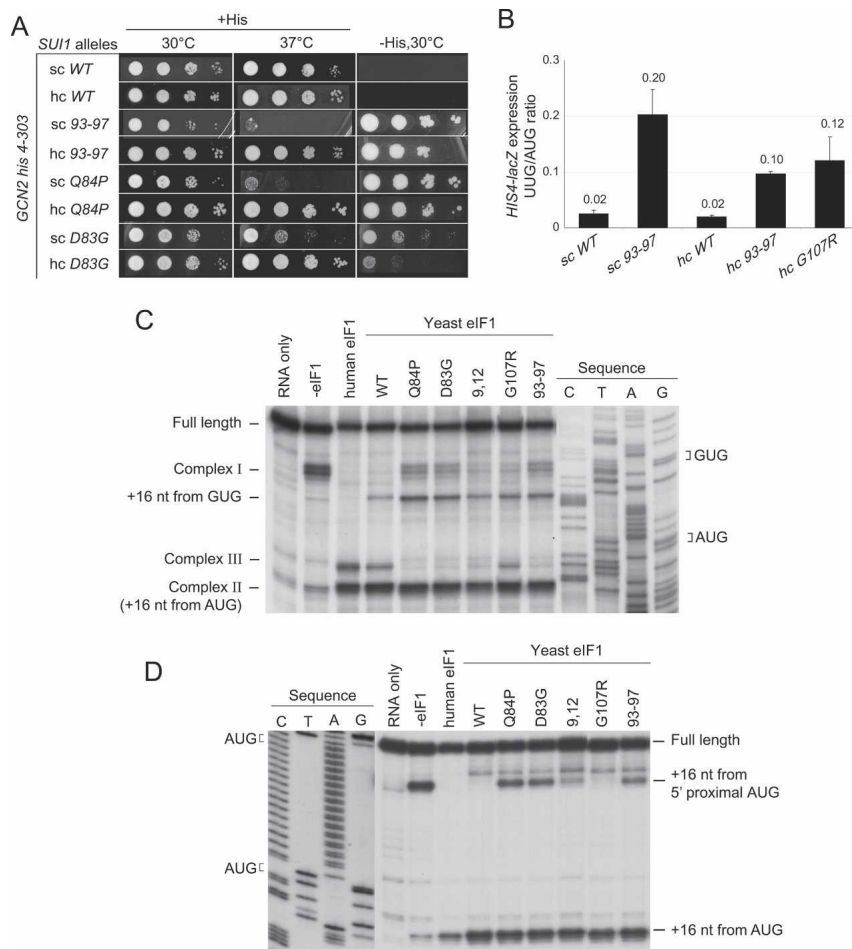 A
+His
SUI1 alleles
30°C
37°C
-His,30°C
GCN2 his 4-303
sc WT
hc WT
sc 93-97
hc 93-97
sc Q84P
hc Q84P
sc D83G
hc D83G
B
HIS4-lacZ expression
UUG/AUG ratio
0.3
0.2
0.1
0
0.02
0.20
0.02
0.10
0.12
sc WT
sc 93-97
hc WT
hc 93-97
hc G107R
C
Yeast eIF1
RNA only
-eIF1
human eIF1
WT
Q84P
D83G
9,12
G107R
93-97
Sequence
C T A G
Full length
Complex I
+16 nt from GUG
Complex III
Complex II
(+16 nt from AUG)
GUG
AUG
D
Sequence
C T A G
RNA only
-eIF1
human eIF1
Yeast eIF1
WT
Q84P
D83G
9,12
G107R
93-97
AUG
AUG
Full length
+16 nt from
5' proximal AUG
+16 nt from AUG